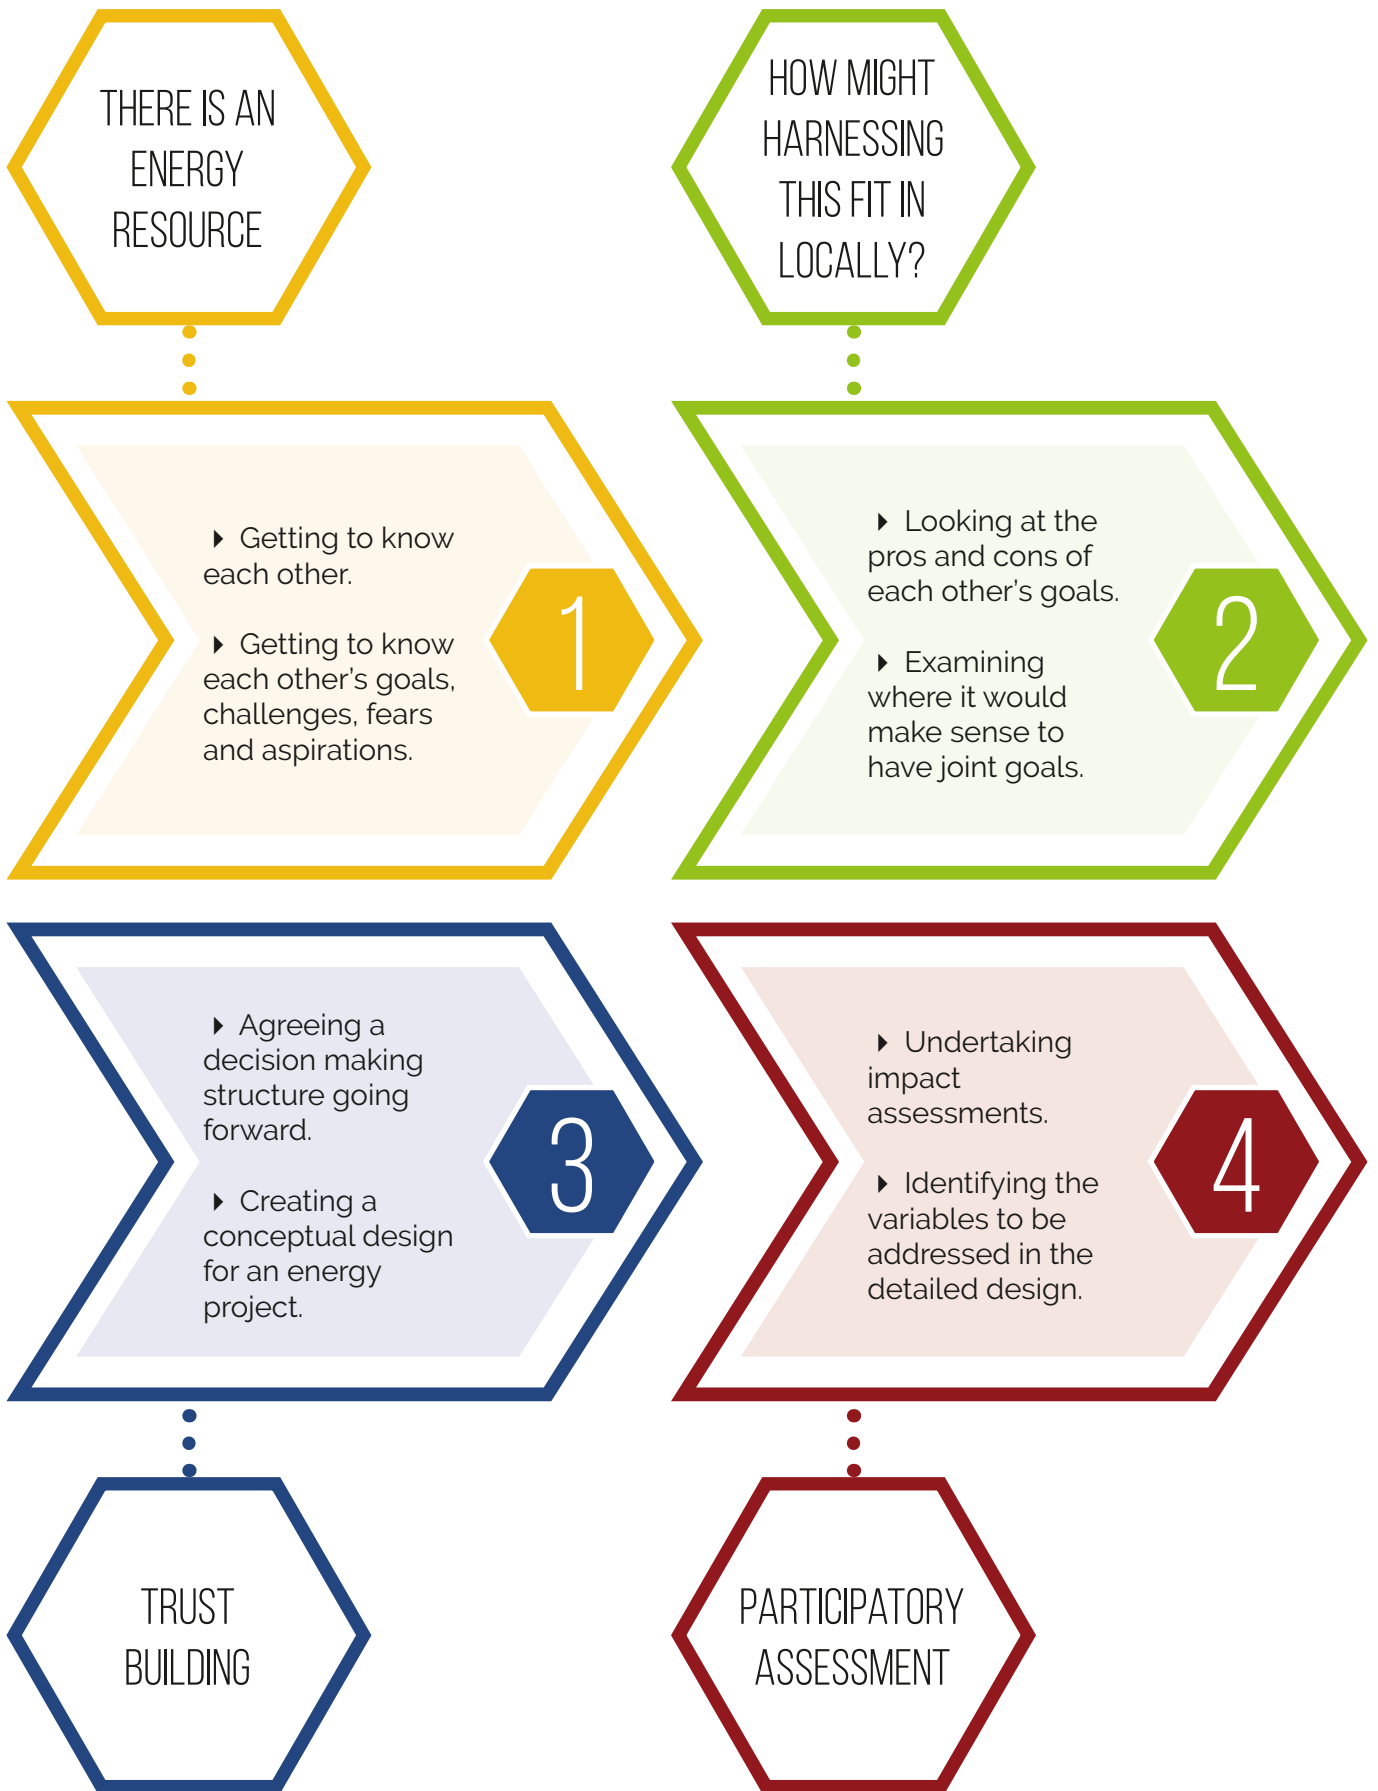 THERE IS AN
ENERGY
RESOURCE
▸ Getting to know
each other.
▸ Getting to know
each other’s goals,
challenges, fears
and aspirations.
1
HOW MIGHT
HARNESSING
THIS FIT IN
LOCALLY?
▸ Looking at the
pros and cons of
each other’s goals.
▸ Examining
where it would
make sense to
have joint goals.
2
▸ Agreeing a
decision making
structure going
forward.
▸ Creating a
conceptual design
for an energy
project.
3
TRUST
BUILDING
▸ Undertaking
impact
assessments.
▸ Identifying the
variables to be
addressed in the
detailed design.
4
PARTICIPATORY
ASSESSMENT